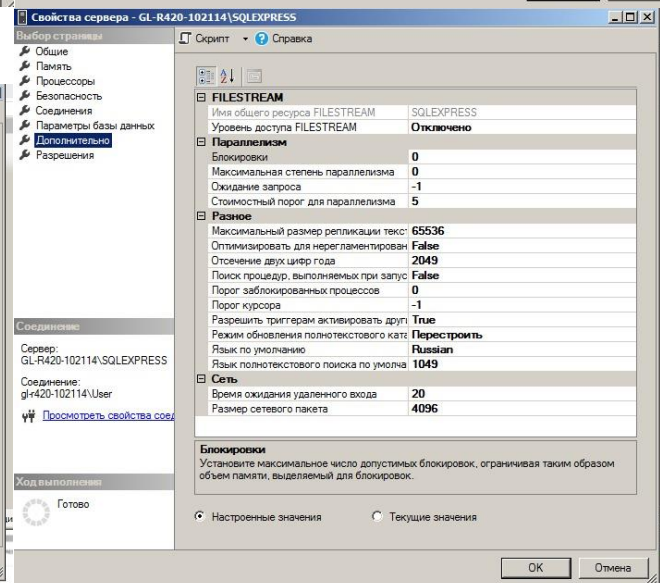 Свойства сервера - GL-R420-102114\SQLEXPRESS
Выбор страницы
Общие
Память
Процессоры
Безопасность
Соединения
Параметры базы данных
Дополнительно
Разрешения
Скрипт
Справка
FILESTREAM
Имя общего ресурса FILESTREAM SQLEXPRESS
Уровень доступа FILESTREAM Отключено
Параллелизм
Блокировки 0
Максимальная степень параллелизма 0
Ожидание запроса -1
Стоимостный порог для параллелизма 5
Разное
Максимальный размер репликации текс 65536
Оптимизировать для нерегламентирован False
Отсечение двух цифр года 2049
Поиск процедур, выполняемых при запус False
Порог заблокированных процессов 0
Порог курсора -1
Разрешить триггерам активировать друг True
Режим обновления полнотекстового ката Перестроить
Язык по умолчанию Russian
Язык полнотекстового поиска по умолча 1049
Сеть
Время ожидания удаленного входа 20
Размер сетевого пакета 4096
Соединение
Сервер:
GL-R420-102114\SQLEXPRESS
Соединение:
gl-r420-102114\User
Просмотреть свойства соед
Ход выполнения
Готово
Блокировки
Установите максимальное число допустимых блокировок, ограничивая таким образом
объем памяти, выделяемый для блокировок.
Настроенные значения
Текущие значения
OK
Отмена